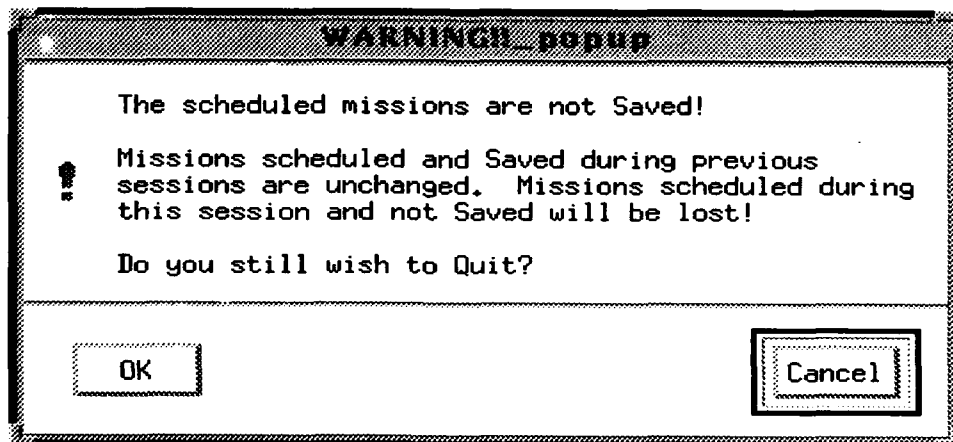 WARNING!!_popup
The scheduled missions are not Saved!
Missions scheduled and Saved during previous
sessions are unchanged.  Missions scheduled during
this session and not Saved will be lost!
Do you still wish to Quit?
OK
Cancel